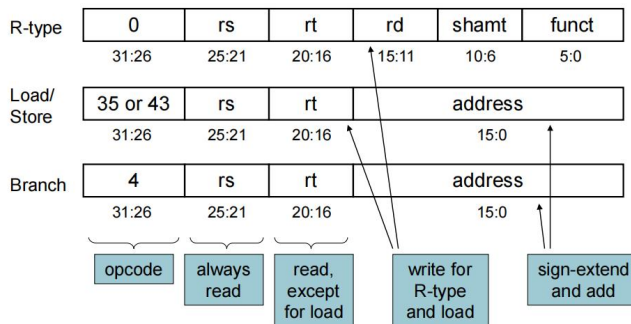 R-type 0 rs rt rd shamt funct
31:26 25:21 20:16 15:11 10:6 5:0
Load/
Store 35 or 43 rs rt address
31:26 25:21 20:16 15:0
Branch 4 rs rt address
31:26 25:21 20:16 15:0
opcode
always
read
read,
except
for load
write for
R-type
and load
sign-extend
and add